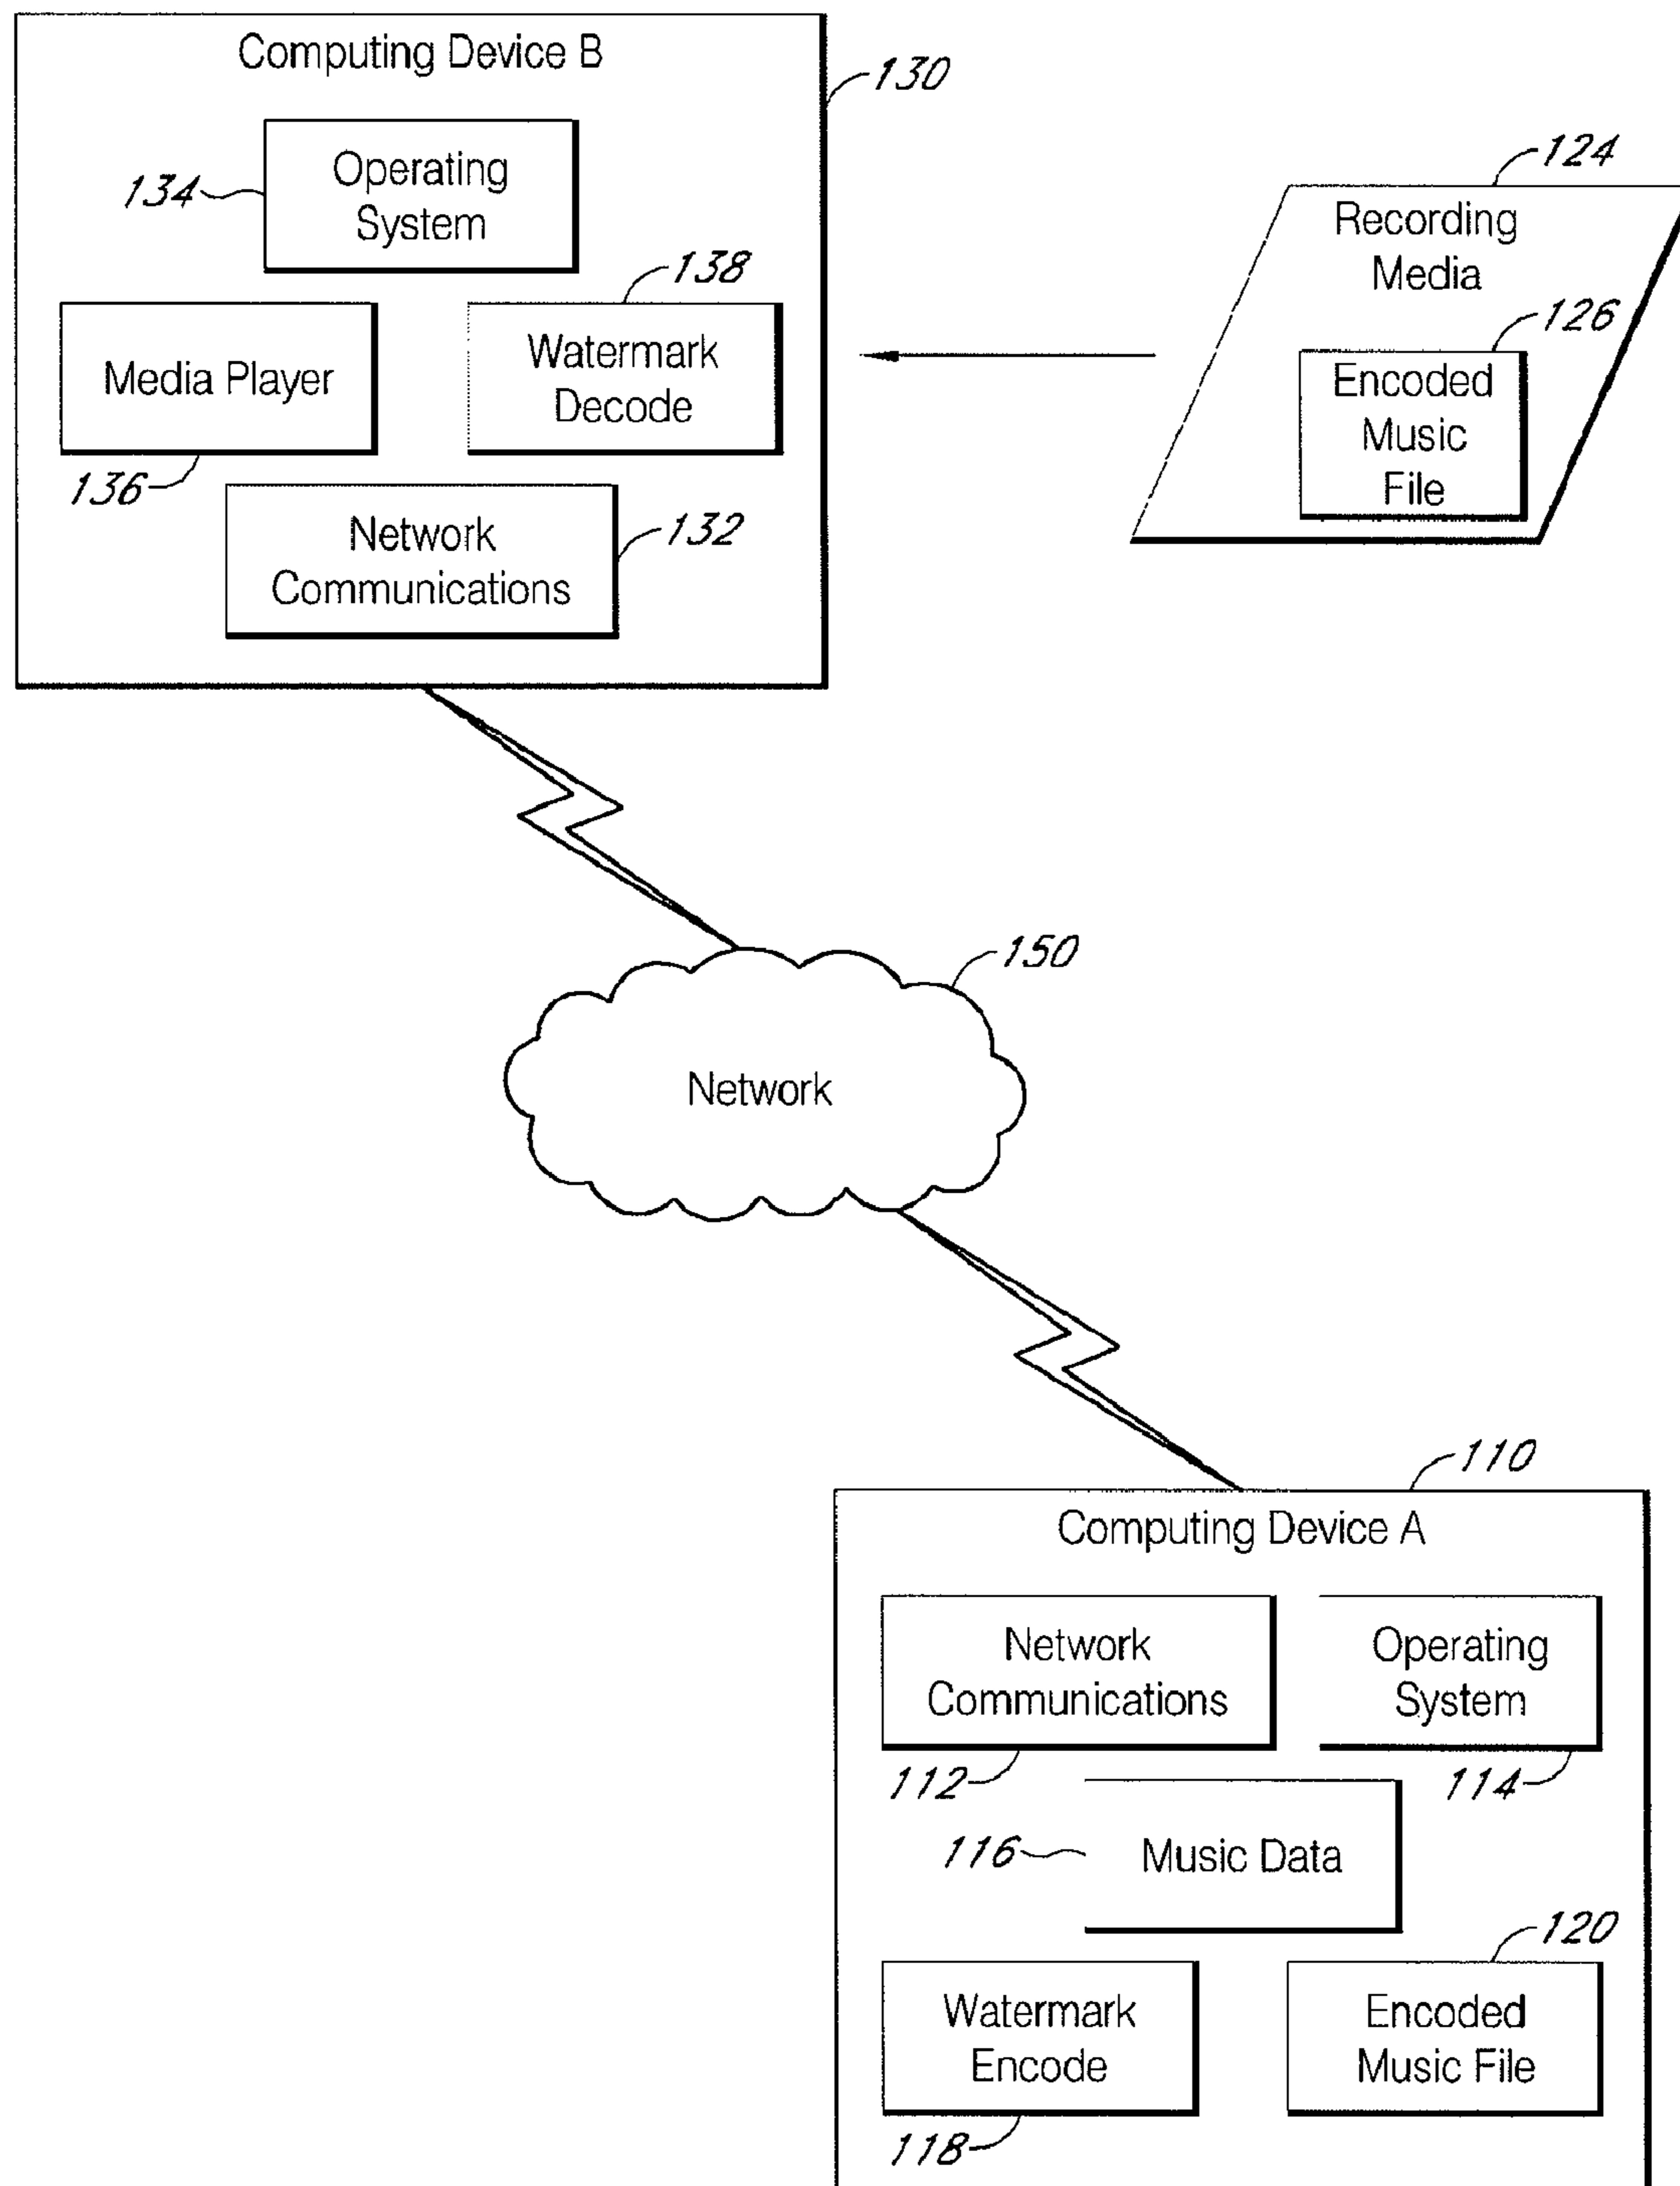 Computing Device B
130
Operating
System
134
138
Media Player
136
Watermark
Decode
Network
Communications
132
124
Recording
Media
126
Encoded
Music
File
150
Network
110
Computing Device A
Network
Communications
112
Operating
System
114
116
Music Data
120
Watermark
Encode
118
Encoded
Music File